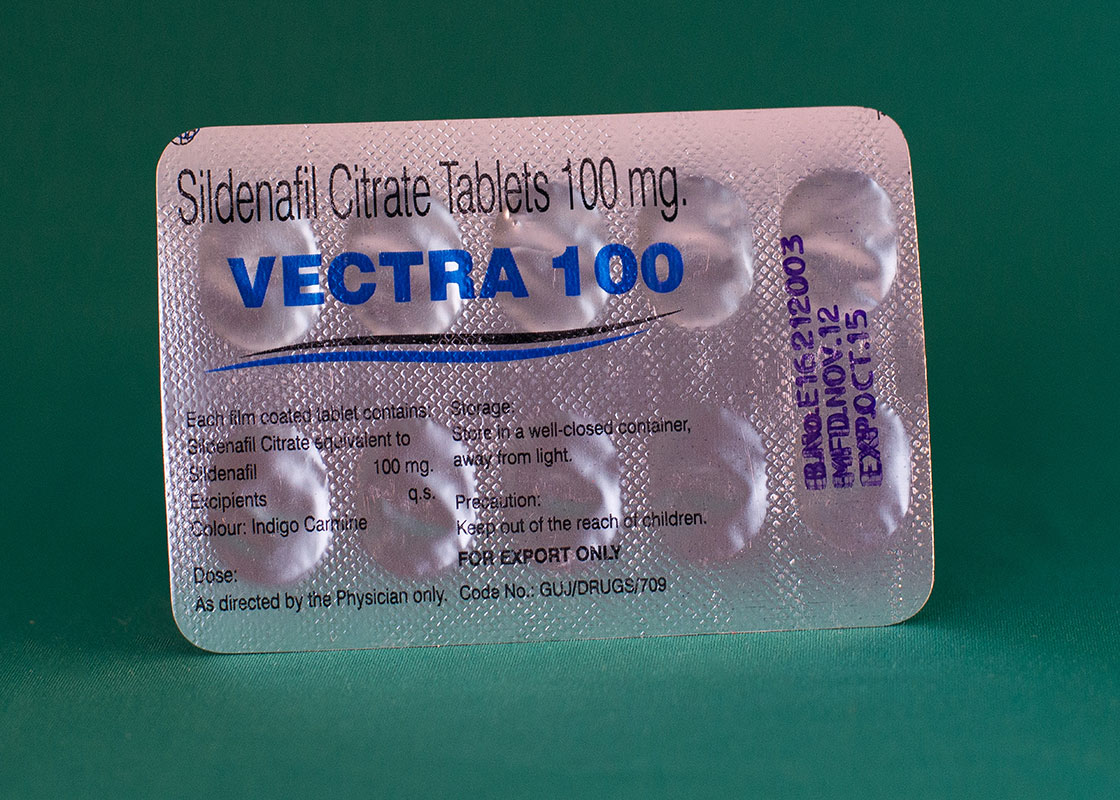 Sildenafil Citrate Tablets 100 mg.
VECTRA 100
Each film coated tablet contains:
Sildenafil Citrate equivalent to
Sildenafil 100 mg.
Excipients q.s.
Colour: Indigo Carmine
Dose:
As directed by the Physician only.
Storage:
Store in a well-closed container,
away from light.
Precaution:
Keep out of the reach of children.
FOR EXPORT ONLY
Code No.: GUJ/DRUGS/709
B.No.E16212003
MFD.NOV.12
EXP.OCT.15